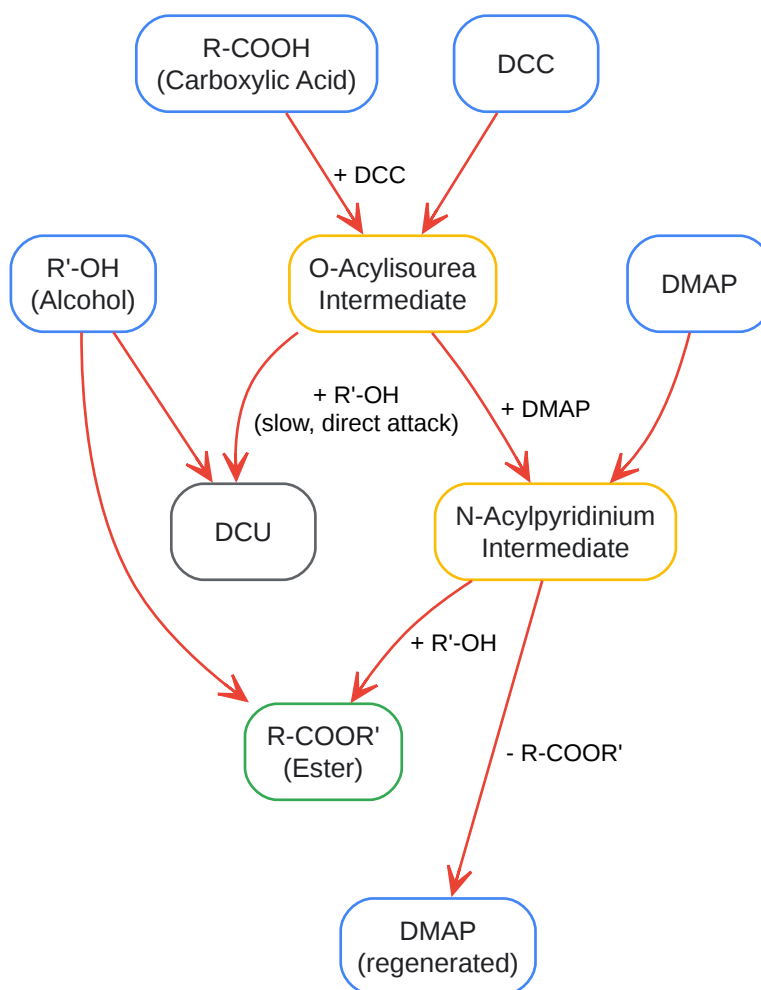 R-COOH
(Carboxylic Acid)
DCC
+ DCC
R'-OH
(Alcohol)
O-Acylisourea
Intermediate
DMAP
+ R'-OH
(slow, direct attack)
+ DMAP
DCU
N-Acylpyridinium
Intermediate
+ R'-OH
R-COOR'
(Ester)
- R-COOR'
DMAP
(regenerated)